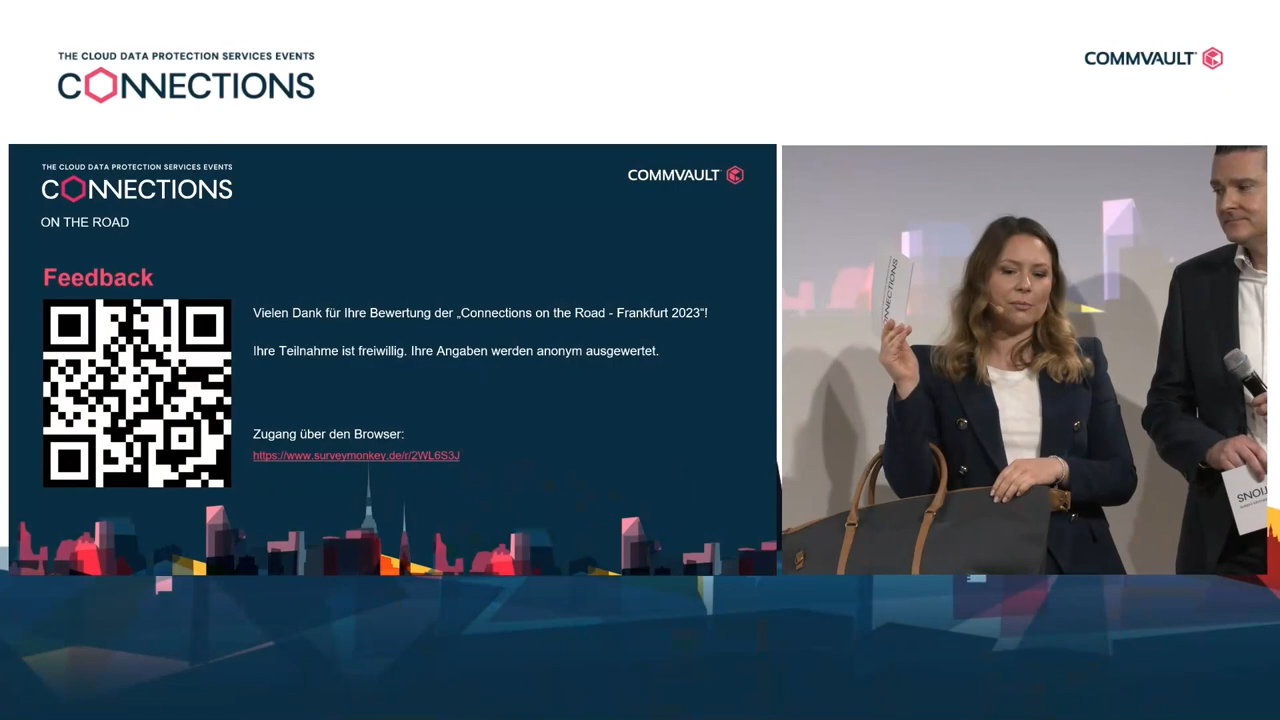 THE CLOUD DATA PROTECTION SERVICES EVENTS
CONNECTIONS
COMMVAULT
THE CLOUD DATA PROTECTION SERVICES EVENTS
CONNECTIONS
COMMVAULT
ON THE ROAD
Feedback
Vielen Dank für Ihre Bewertung der „Connections on the Road - Frankfurt 2023“!
Ihre Teilnahme ist freiwillig. Ihre Angaben werden anonym ausgewertet.
Zugang über den Browser:
https://www.surveymonkey.de/r/2WL6S3J
CONNECTIONS